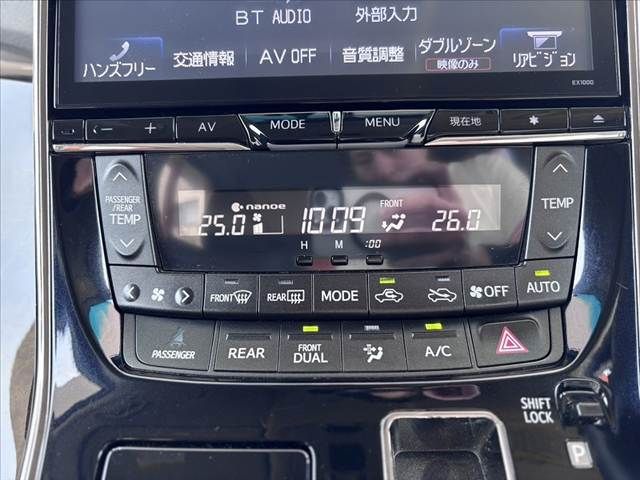 BT AUDIO 外部入力
ハンズフリー 交通情報 AV OFF 音質調整 ダブルゾーン 映像のみ リアビジョン
EX1000
− + AV MODE MENU 現在地 ✱
PASSENGER/REAR TEMP
nanoe
FRONT
25.0 10:09 26.0
H M :00
TEMP
FRONT REAR MODE OFF AUTO
PASSENGER REAR FRONT DUAL A/C
SHIFT LOCK
P